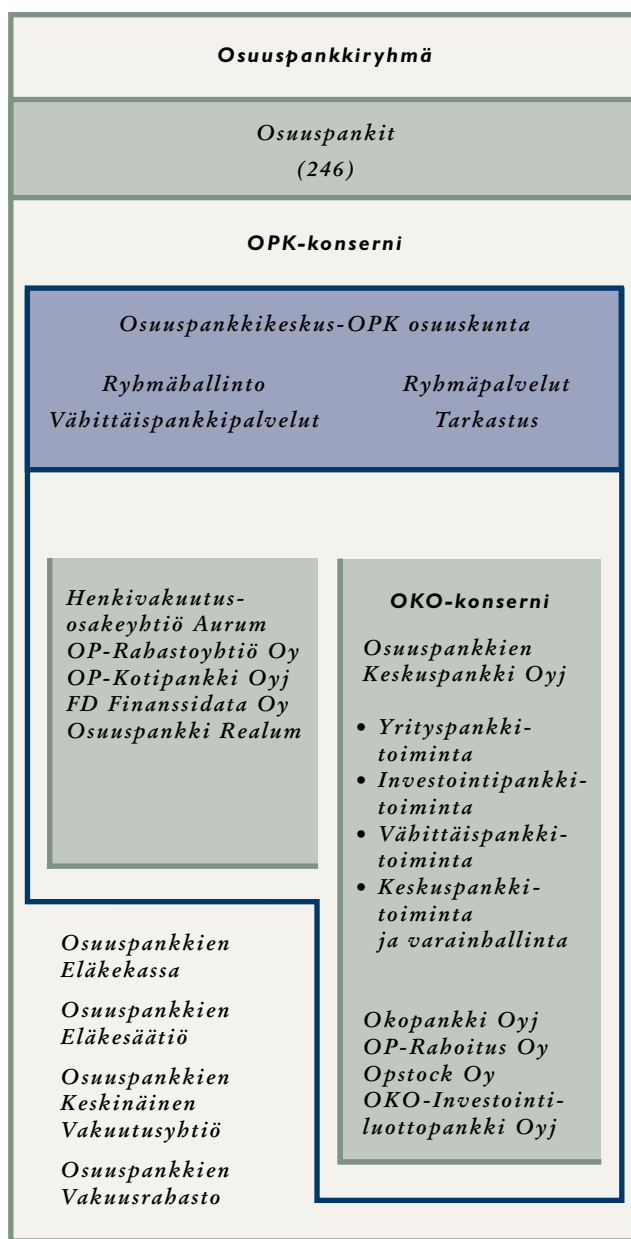 Osuuspankkiryhmä
Osuuspankit
(246)
OPK-konserni
Osuuspankkikeskus-OPK osuuskunta
Ryhmähallinto
Vähittäispankkipalvelut
Ryhmäpalvelut
Tarkastus
Henkivakuutus-
osakeyhtiö Aurum
OP-Rahastoyhtiö Oy
OP-Kotipankki Oyj
FD Finanssidata Oy
Osuuspankki Realum
OKO-konserni
Osuuspankkien
Keskuspankki Oyj
• Yrityspankki-
toiminta
• Investointipankki-
toiminta
• Vähittäispankki-
toiminta
• Keskuspankki-
toiminta
ja varainhallinta
Okopankki Oyj
OP-Rahoitus Oy
Opstock Oy
OKO-Investointi-
luottopankki Oyj
Osuuspankkien
Eläkekassa
Osuuspankkien
Eläkesäätiö
Osuuspankkien
Keskinäinen
Vakuutusyhtiö
Osuuspankkien
Vakuusrahasto